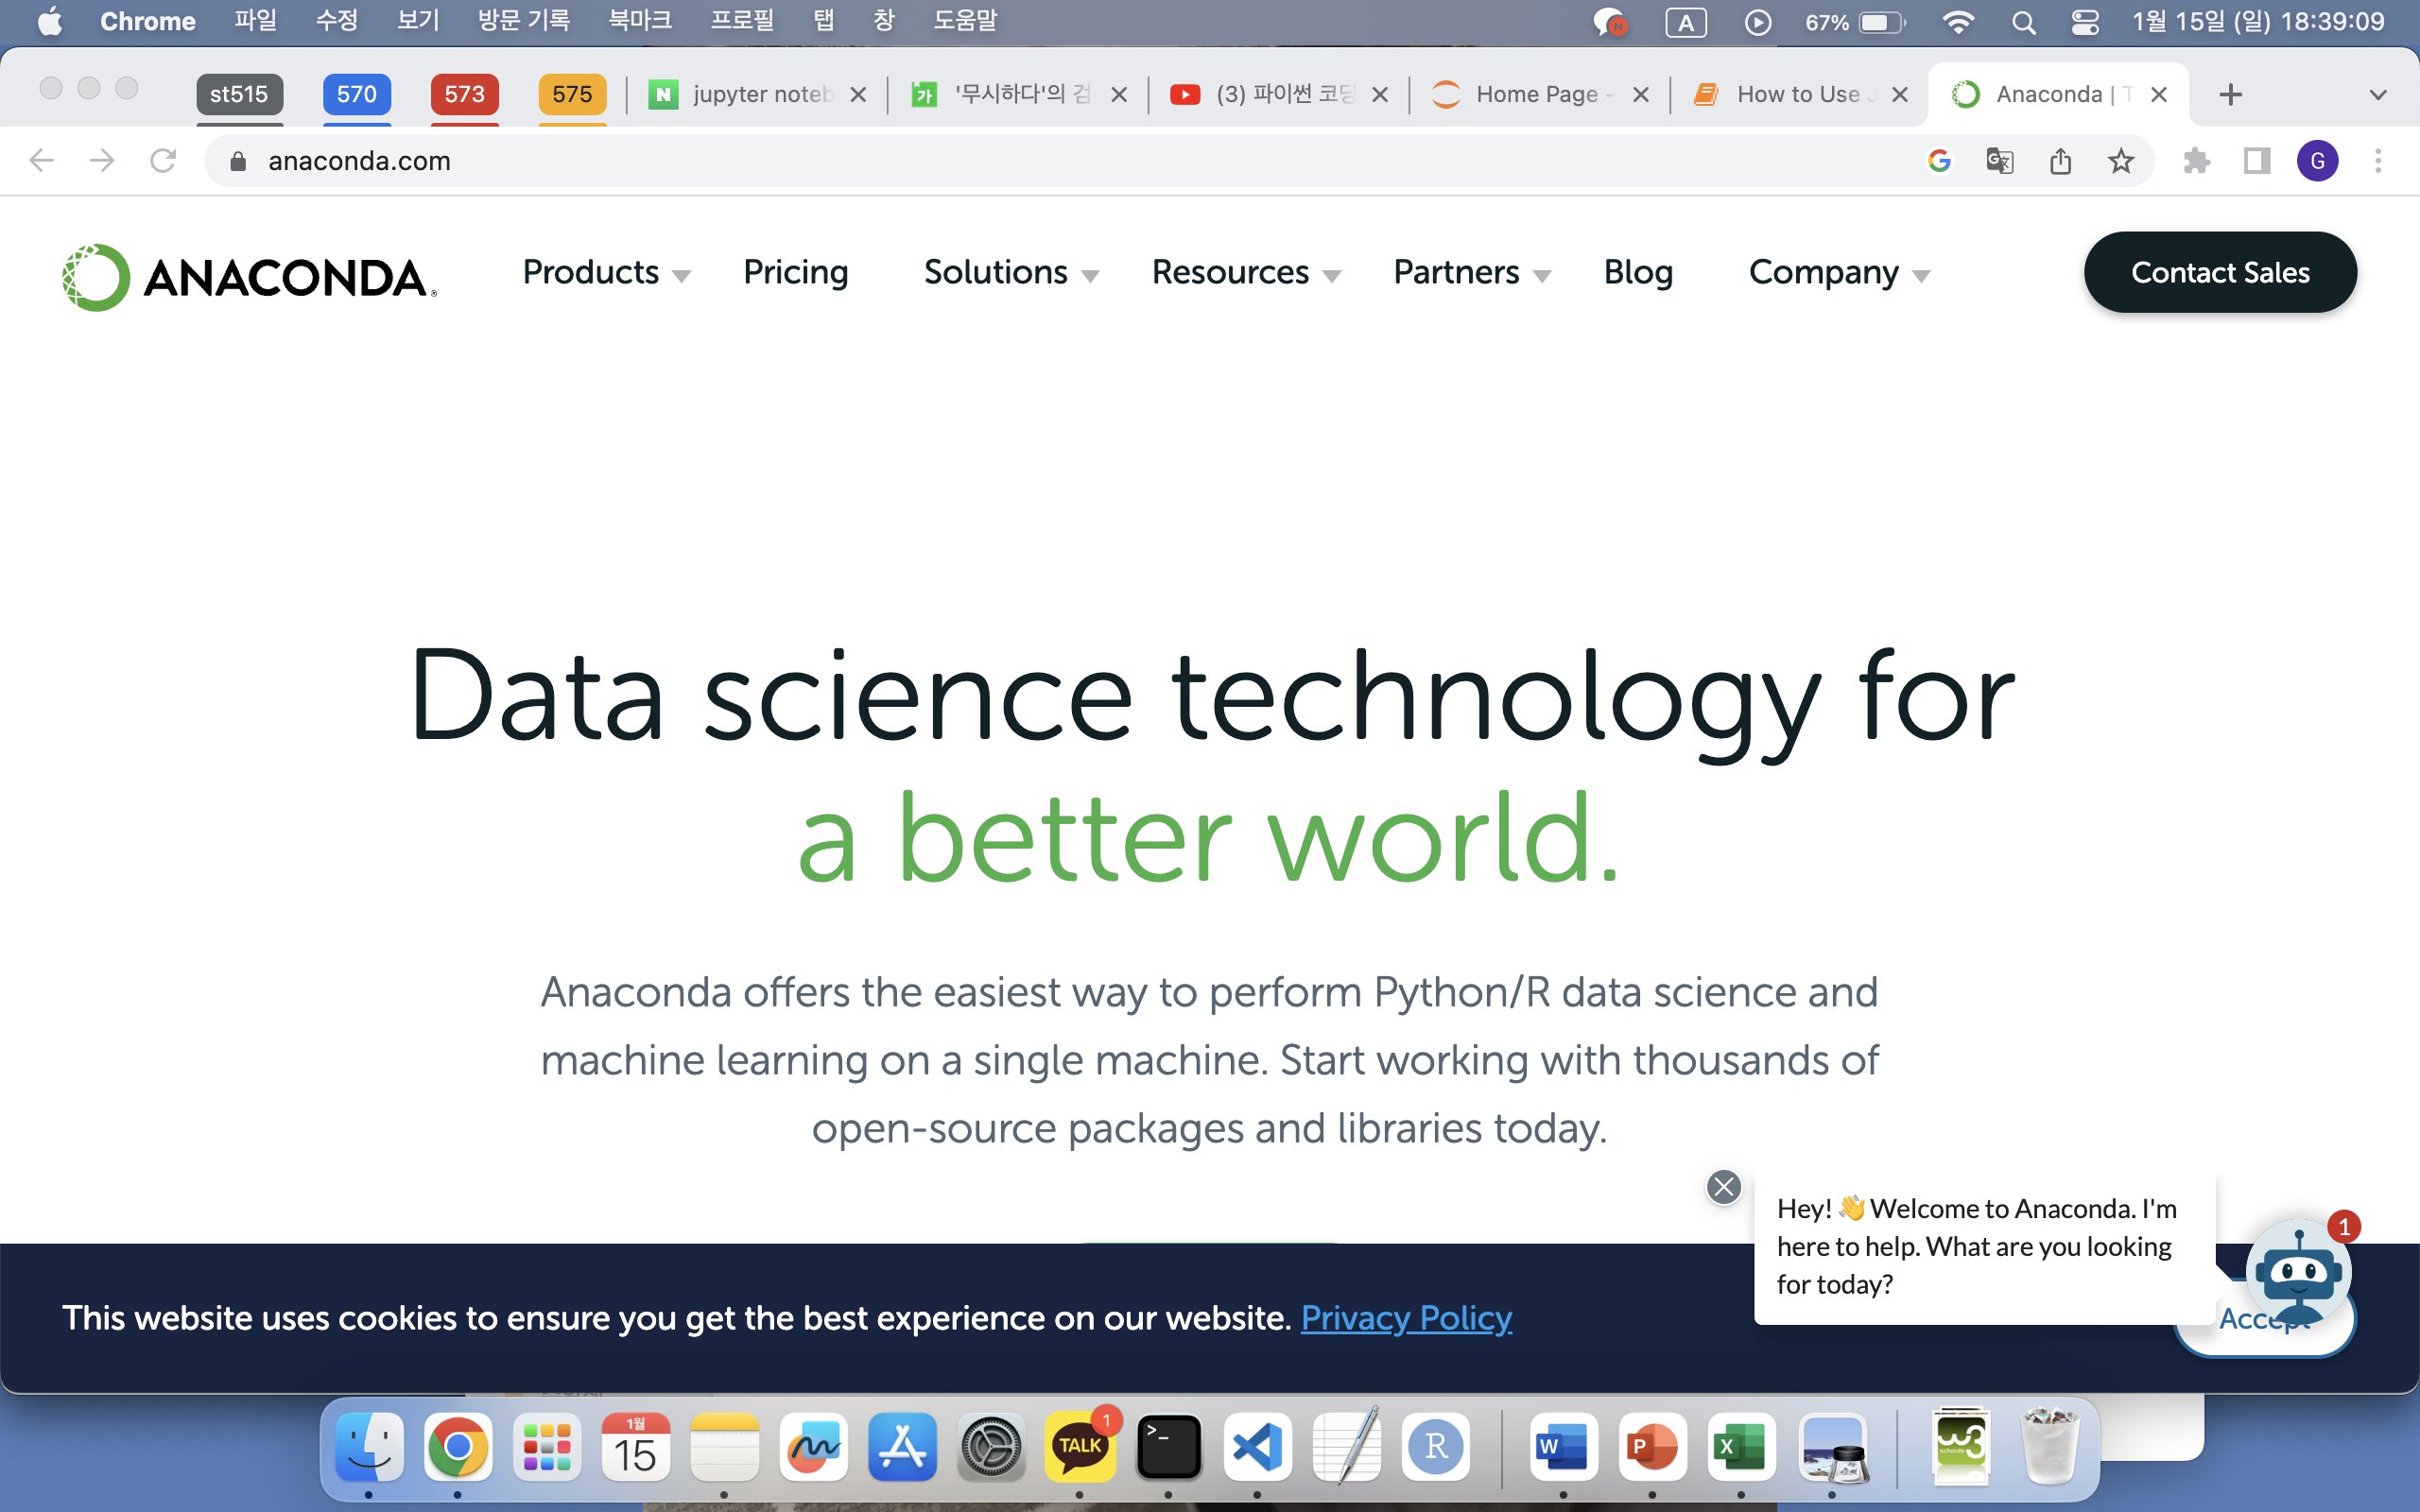 Chrome 파일 수정 보기 방문 기록 북마크 프로필 탭 창 도움말 A 67% 1월 15일 (일) 18:39:09
st515 570 573 575 N jupyter noteb 가 '무시하다'의 검 (3) 파이썬 코딩 Home Page - How to Use J Anaconda | T
anaconda.com G G
ANANCONDA Products Pricing Solutions Resources Partners Blog Company Contact Sales
Data science technology for
a better world.
Anaconda offers the easiest way to perform Python/R data science and
machine learning on a single machine. Start working with thousands of
open-source packages and libraries today.
Hey! 👋 Welcome to Anaconda. I'm
here to help. What are you looking
for today?
1
This website uses cookies to ensure you get the best experience on our website. Privacy Policy
Accept
1월
15
TALK
1
>_
R
W
P
X
w3
schools